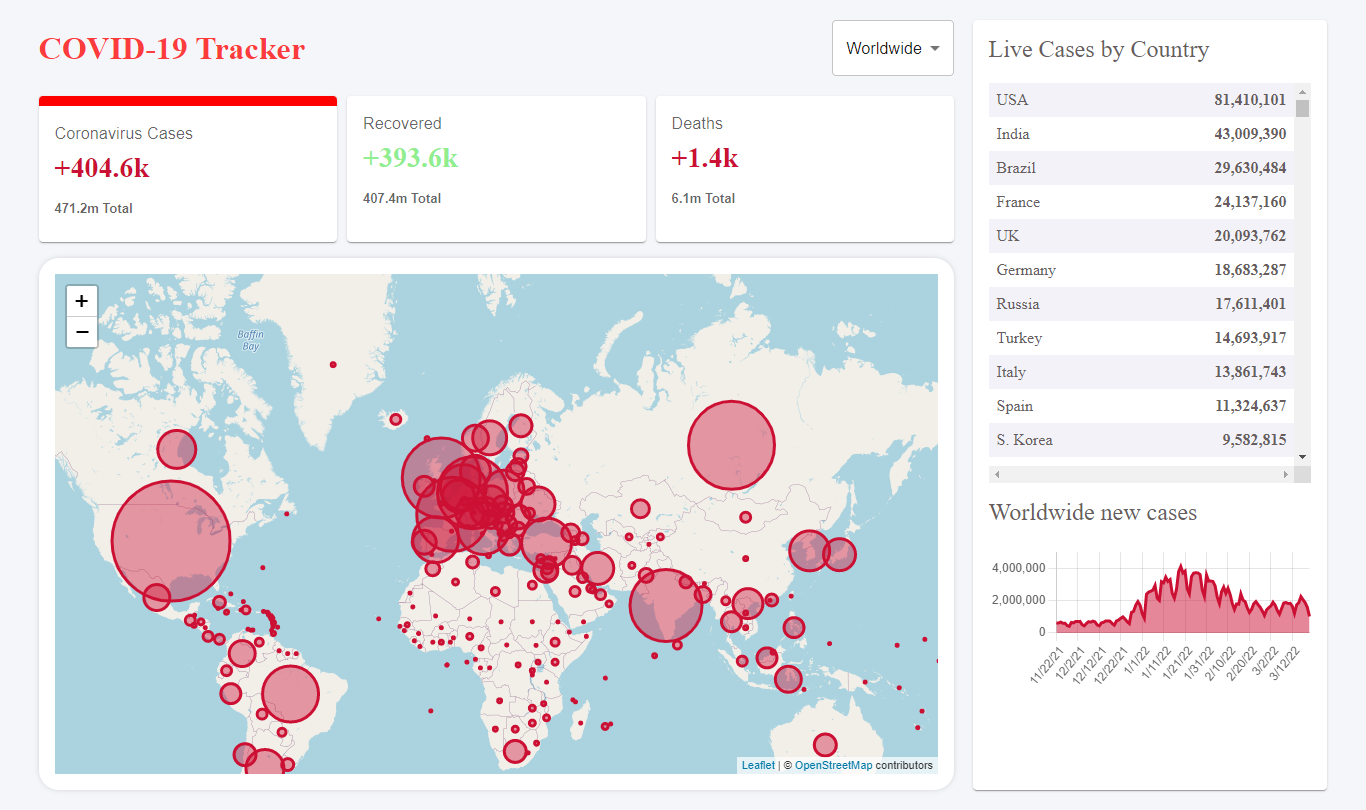 COVID-19 Tracker
Worldwide
Coronavirus Cases
+404.6k
471.2m Total
Recovered
+393.6k
407.4m Total
Deaths
+1.4k
6.1m Total
+
−
Baffin
Bay
Leaflet | © OpenStreetMap contributors
Live Cases by Country
USA 81,410,101
India 43,009,390
Brazil 29,630,484
France 24,137,160
UK 20,093,762
Germany 18,683,287
Russia 17,611,401
Turkey 14,693,917
Italy 13,861,743
Spain 11,324,637
S. Korea 9,582,815
Worldwide new cases
4,000,000
2,000,000
0
11/22/21
12/2/21
12/12/21
12/22/21
1/1/22
1/11/22
1/21/22
2/10/22
2/20/22
3/2/22
3/12/22